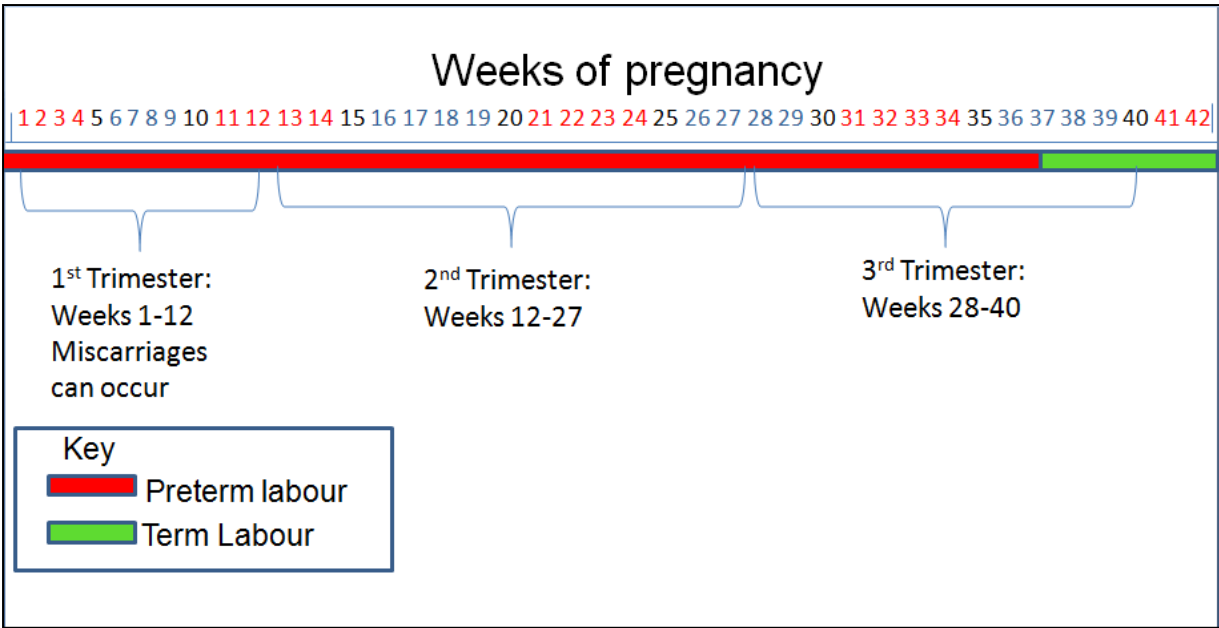 Weeks of pregnancy
1 2 3 4 5 6 7 8 9 10 11 12 13 14 15 16 17 18 19 20 21 22 23 24 25 26 27 28 29 30 31 32 33 34 35 36 37 38 39 40 41 42
1st Trimester:
Weeks 1-12
Miscarriages
can occur
2nd Trimester:
Weeks 12-27
3rd Trimester:
Weeks 28-40
Key
Preterm labour
Term Labour